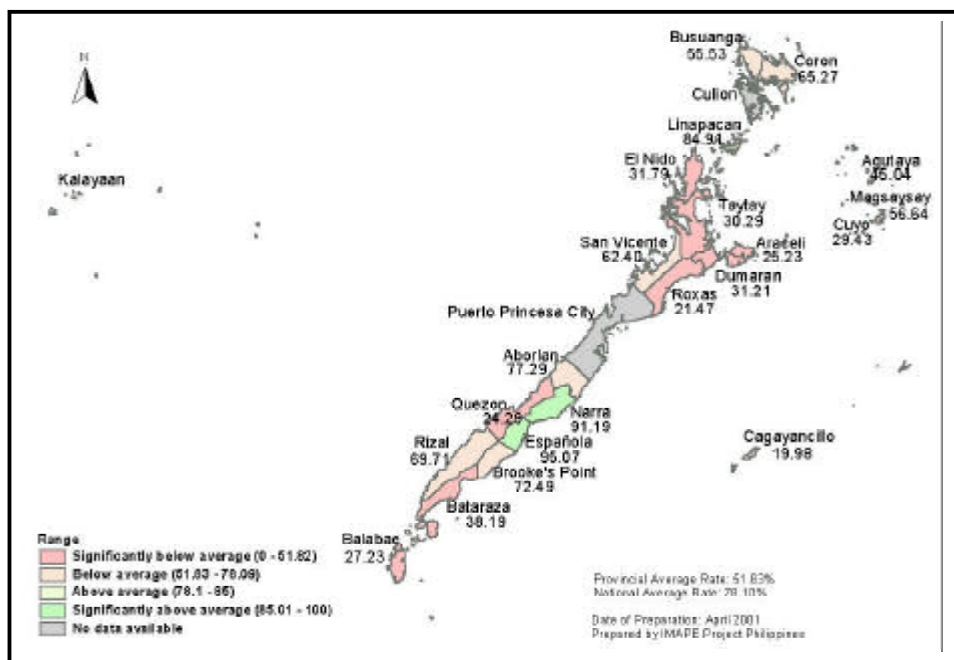 N
Busuanga
55.53
Coron
65.27
Culion
Linapacan
84.91
El Nido
31.79
Agutaya
45.04
Kalayaan
Magsaysay
56.64
Taytay
30.29
Cuyo
29.43
San Vicente
62.40
Araceli
25.23
Dumaran
31.21
Roxas
21.47
Puerto Princesa City
Aborlan
77.29
Quezon
24.29
Narra
91.19
Rizal
69.71
Española
95.07
Cagayancillo
19.98
Brooke's Point
72.49
Bataraza
38.19
Balabac
27.23
Range
Significantly below average (0 - 51.82)
Below average (51.83 - 78.09)
Above average (78.1 - 85)
Significantly above average (85.01 - 100)
No data available
Provincial Average Rate: 51.83%
National Average Rate: 78.10%
Date of Preparation: April 2001
Prepared by IMAPE Project Philippines